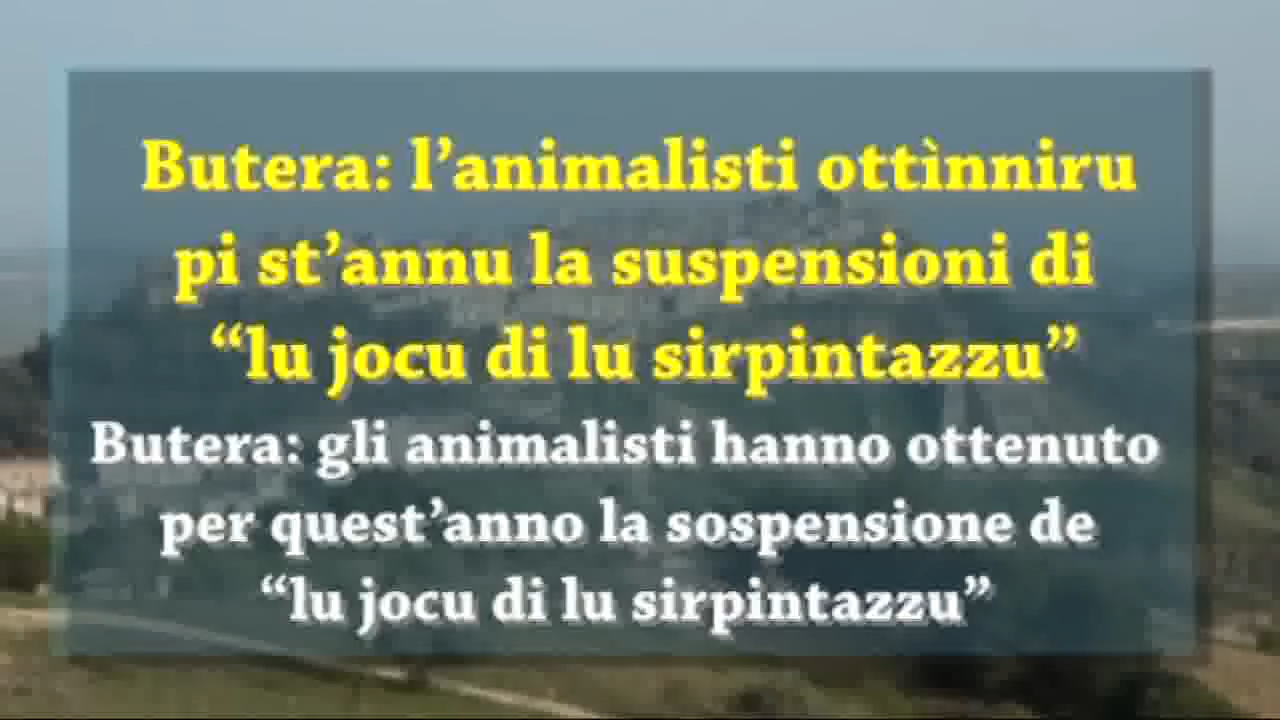 Butera: l’animalisti ottìnniru
pi st’annu la suspensioni di
“lu jocu di lu sirpintazzu”
Butera: gli animalisti hanno ottenuto
per quest’anno la sospensione de
“lu jocu di lu sirpintazzu”